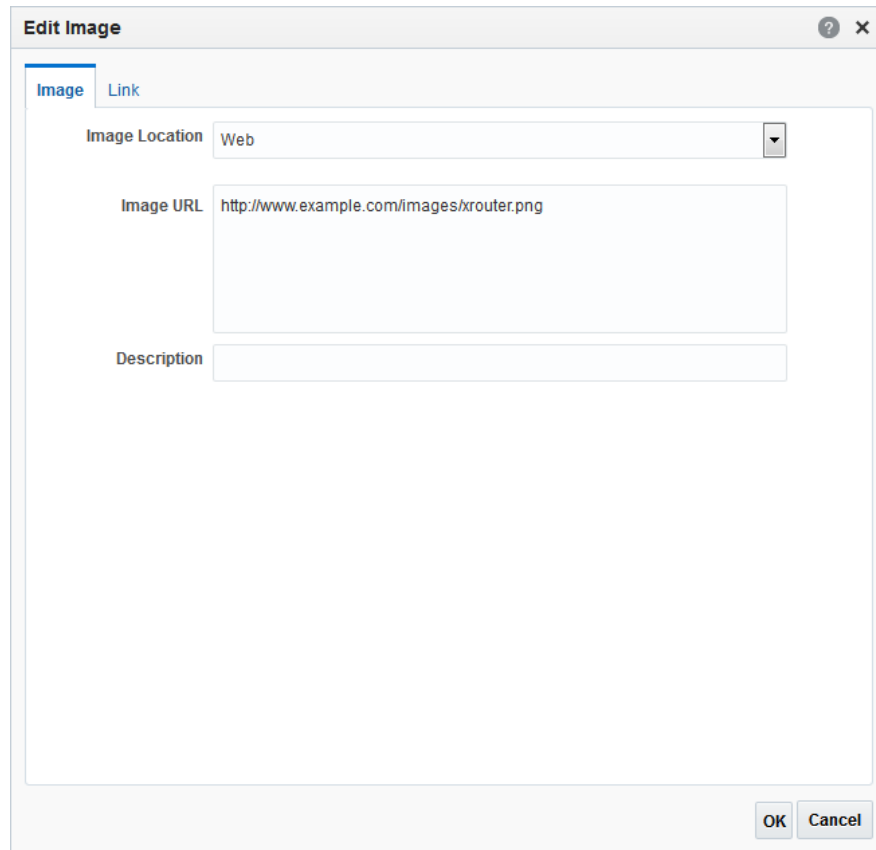 Edit Image ?
Image Link
Image Location Web
Image URL http://www.example.com/images/xrouter.png
Description
OK Cancel